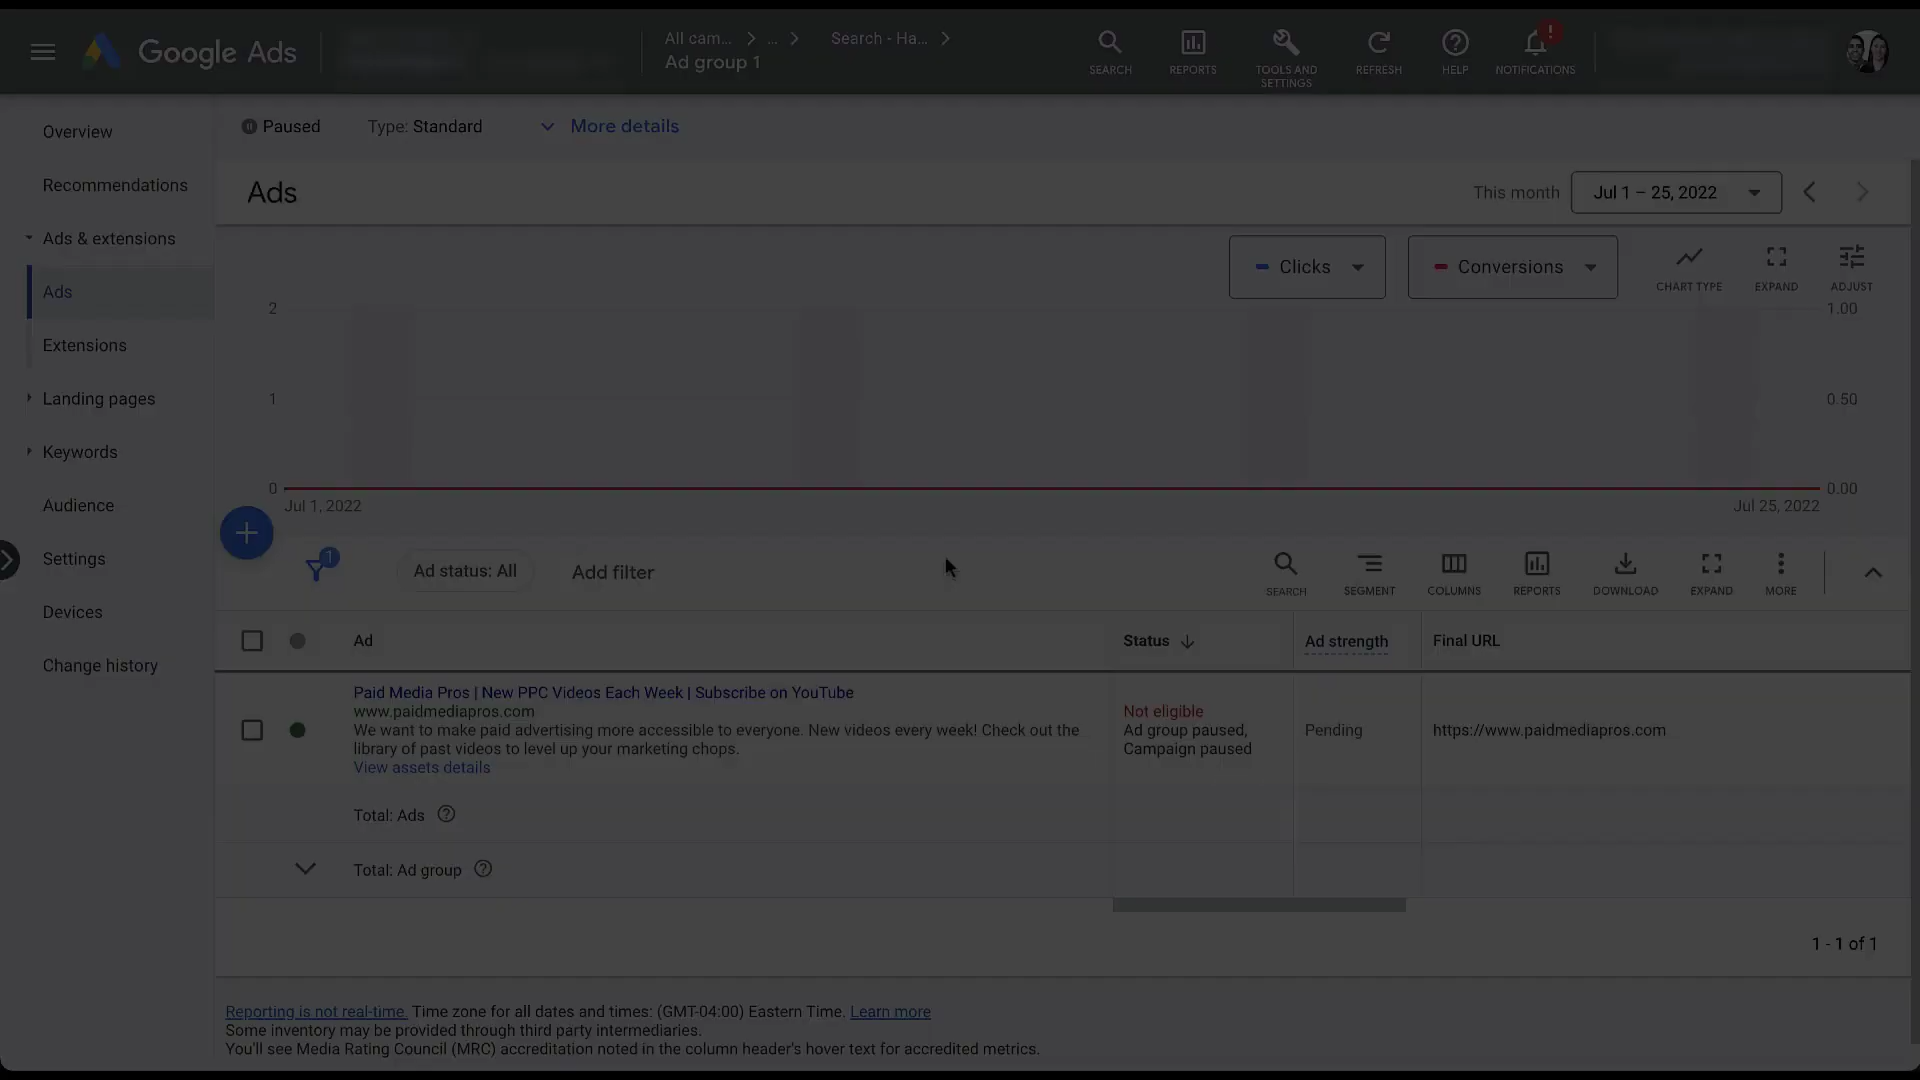 Google Ads
All cam...
...
Search - Ha...
Ad group 1
SEARCH
REPORTS
TOOLS AND
SETTINGS
REFRESH
HELP
!
NOTIFICATIONS
Overview
Recommendations
Ads & extensions
Ads
Extensions
Landing pages
Keywords
Audience
Settings
Devices
Change history
Paused
Type: Standard
More details
Ads
This month
Jul 1 – 25, 2022
Clicks
Conversions
CHART TYPE
EXPAND
ADJUST
2
1.00
1
0.50
0
0.00
Jul 1, 2022
Jul 25, 2022
1
Ad status: All
Add filter
SEARCH
SEGMENT
COLUMNS
REPORTS
DOWNLOAD
EXPAND
MORE
Ad
Status
Ad strength
Final URL
Paid Media Pros | New PPC Videos Each Week | Subscribe on YouTube
www.paidmediapros.com
We want to make paid advertising more accessible to everyone. New videos every week! Check out the
library of past videos to level up your marketing chops.
View assets details
Not eligible
Ad group paused,
Campaign paused
Pending
https://www.paidmediapros.com
Total: Ads
Total: Ad group
1 - 1 of 1
Reporting is not real-time. Time zone for all dates and times: (GMT-04:00) Eastern Time. Learn more
Some inventory may be provided through third party intermediaries.
You'll see Media Rating Council (MRC) accreditation noted in the column header's hover text for accredited metrics.